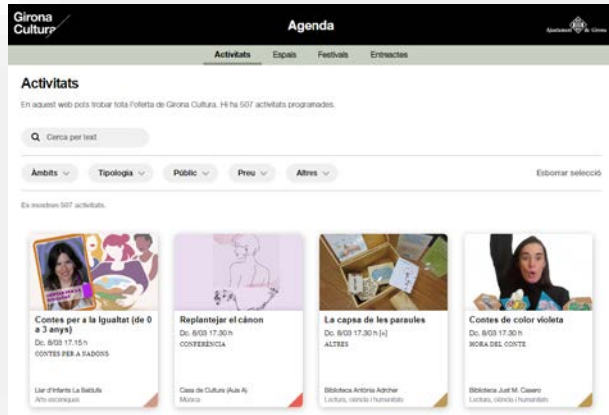 Girona
Cultura
Agenda
Ajuntament de Girona
Activitats Espais Festivals Entreactes
Activitats
En aquest web pots trobar tota l'oferta de Girona Cultura. Hi ha 507 activitats programades.
Cerca per text
Àmbits Tipologia Públic Preu Altres Esborrar selecció
Es mostren 507 activitats.
Contes per a la Igualtat (de 0
a 3 anys)
Dc. 8/03 17.15 h
CONTES PER A NADONS
Llar d'Infants La Baldufa
Arts escèniques
Replantejar el cànon
Dc. 8/03 17.30 h
CONFERÈNCIA
Casa de Cultura (Aula A)
Música
La capsa de les paraules
Dc. 8/03 17.30 h [+]
ALTRES
Biblioteca Antònia Adroher
Lectura, ciència i humanitats
Contes de color violeta
Dc. 8/03 17.30 h
HORA DEL CONTE
Biblioteca Just M. Casero
Lectura, ciència i humanitats